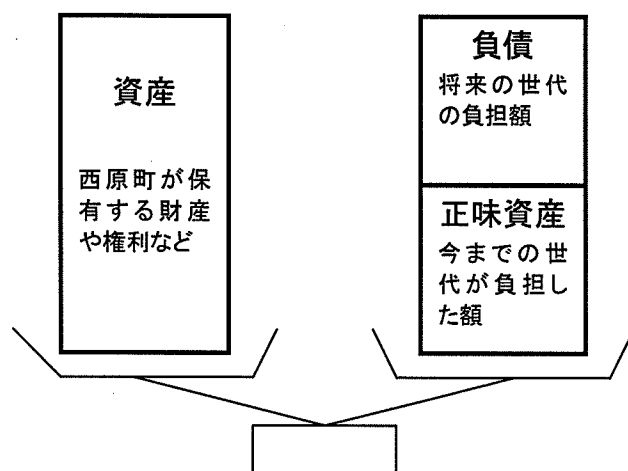 資産
西原町が保
有する財産
や権利など
負債
将来の世代
の負担額
正味資産
今までの世
代が負担し
た額